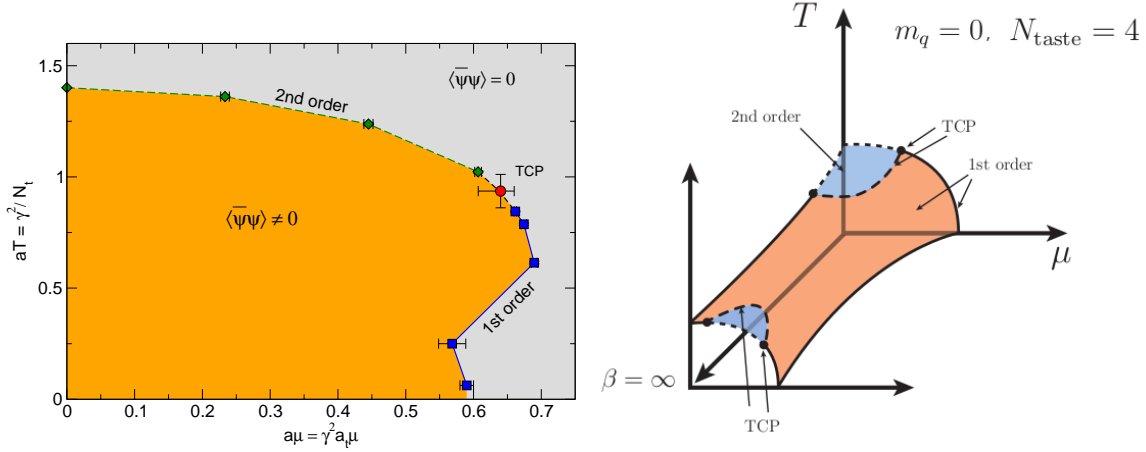 1.5
1
0.5
0
0
0.1
0.2
0.3
0.4
0.5
0.6
0.7
aT = γ²/ N_t
aμ = γ²a_tμ
2nd order
⟨ψ̄ψ⟩ = 0
TCP
⟨ψ̄ψ⟩ ≠ 0
1st order
T
m_q = 0, N_taste = 4
2nd order
TCP
1st order
μ
β = ∞
TCP